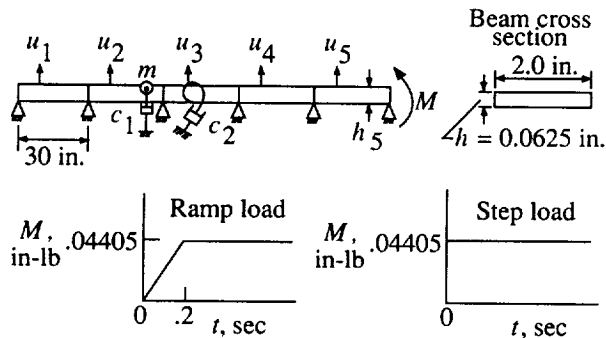 Beam cross
section
2.0 in.
h = 0.0625 in.
u1 u2 m u3 u4 u5
M
c1 c2 h5
30 in.
Ramp load
M,
in-lb
.04405
0 .2 t, sec
Step load
M,
in-lb
.04405
0 t, sec